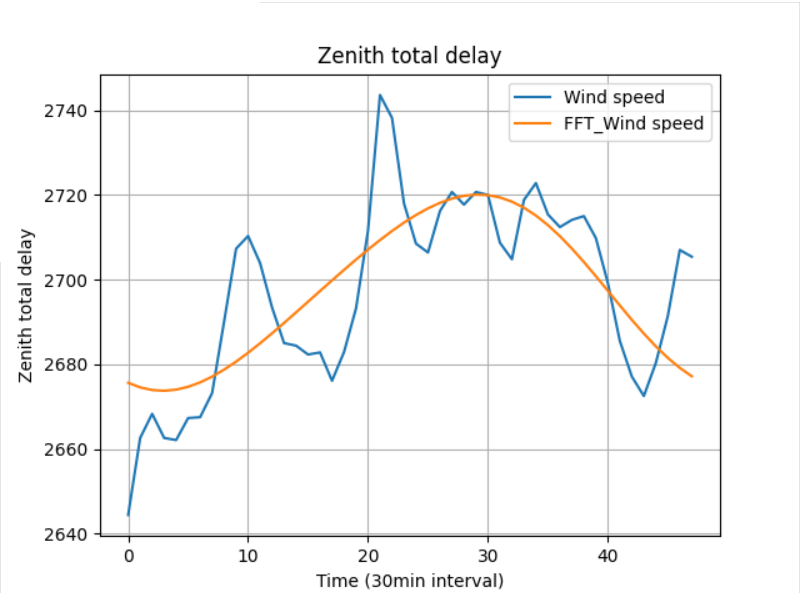 Zenith total delay
Wind speed
FFT_Wind speed
Zenith total delay
2740
2720
2700
2680
2660
2640
0 10 20 30 40
Time (30min interval)